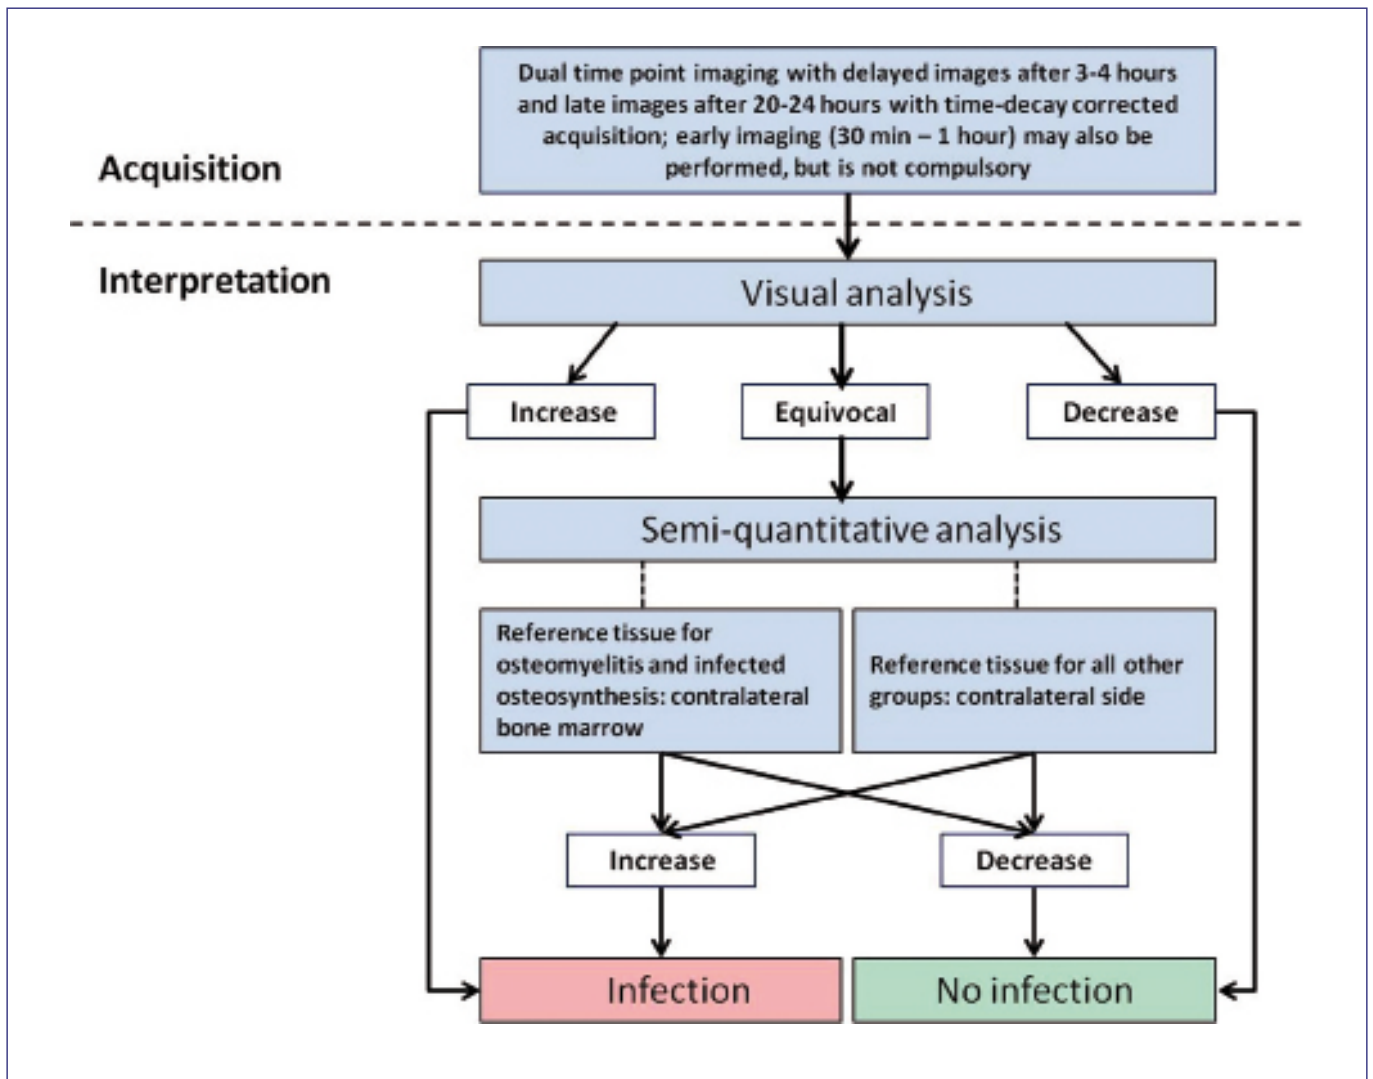 Dual time point imaging with delayed images after 3-4 hours
and late images after 20-24 hours with time-decay corrected
acquisition; early imaging (30 min – 1 hour) may also be
performed, but is not compulsory
Acquisition
Interpretation
Visual analysis
Increase
Equivocal
Decrease
Semi-quantitative analysis
Reference tissue for
osteomyelitis and infected
osteosynthesis: contralateral
bone marrow
Reference tissue for all other
groups: contralateral side
Increase
Decrease
Infection
No infection